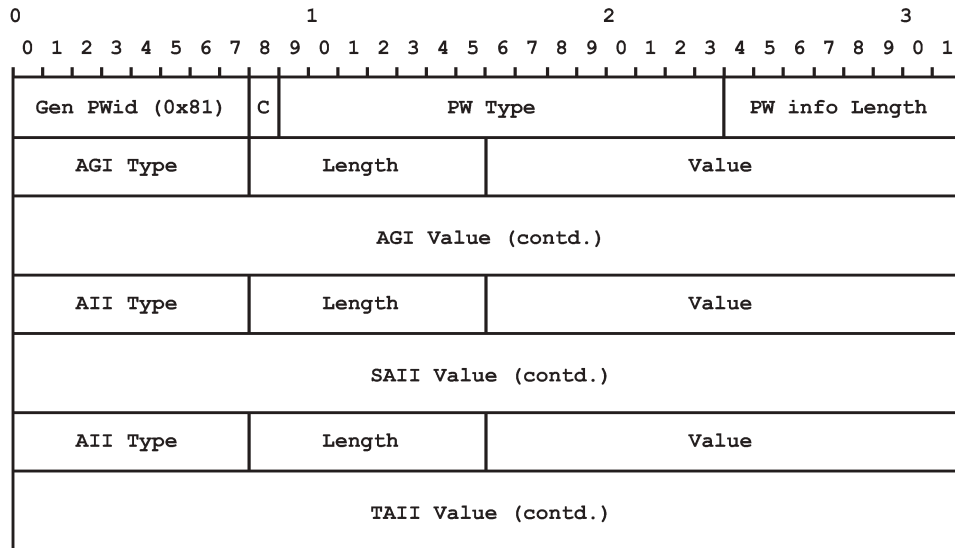 0 1 2 3
0 1 2 3 4 5 6 7 8 9 0 1 2 3 4 5 6 7 8 9 0 1 2 3 4 5 6 7 8 9 0 1
Gen PWid (0x81) C PW Type PW info Length
AGI Type Length Value
AGI Value (contd.)
AII Type Length Value
SAII Value (contd.)
AII Type Length Value
TAII Value (contd.)